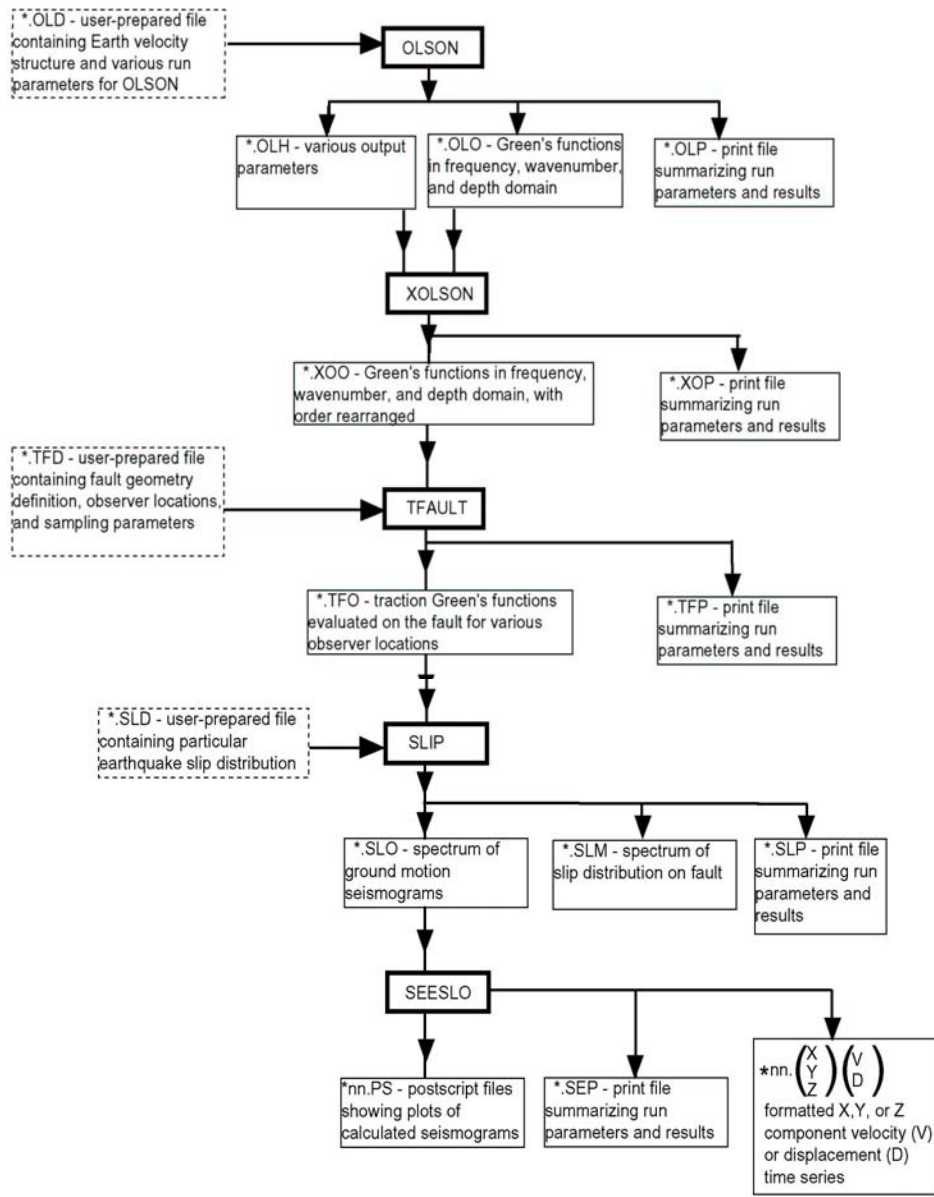 *.OLD - user-prepared file
containing Earth velocity
structure and various run
parameters for OLSON
OLSON
*.OLH - various output
parameters
*.OLO - Green's functions
in frequency, wavenumber,
and depth domain
*.OLP - print file
summarizing run
parameters and results
XOLSON
*.XOO - Green's functions in frequency,
wavenumber, and depth domain, with
order rearranged
*.XOP - print file
summarizing run
parameters and results
*.TFD - user-prepared file
containing fault geometry
definition, observer locations,
and sampling parameters
TFAULT
*.TFO - traction Green's functions
evaluated on the fault for various
observer locations
*.TFP - print file
summarizing run
parameters and results
*.SLD - user-prepared file
containing particular
earthquake slip distribution
SLIP
*.SLO - spectrum of
ground motion
seismograms
*.SLM - spectrum of
slip distribution on fault
*.SLP - print file
summarizing run
parameters and
results
SEESLO
*nn.PS - postscript files
showing plots of
calculated seismograms
*.SEP - print file
summarizing run
parameters and results
*nn.(X Y Z)(V D)
formatted X,Y, or Z
component velocity (V)
or displacement (D)
time series